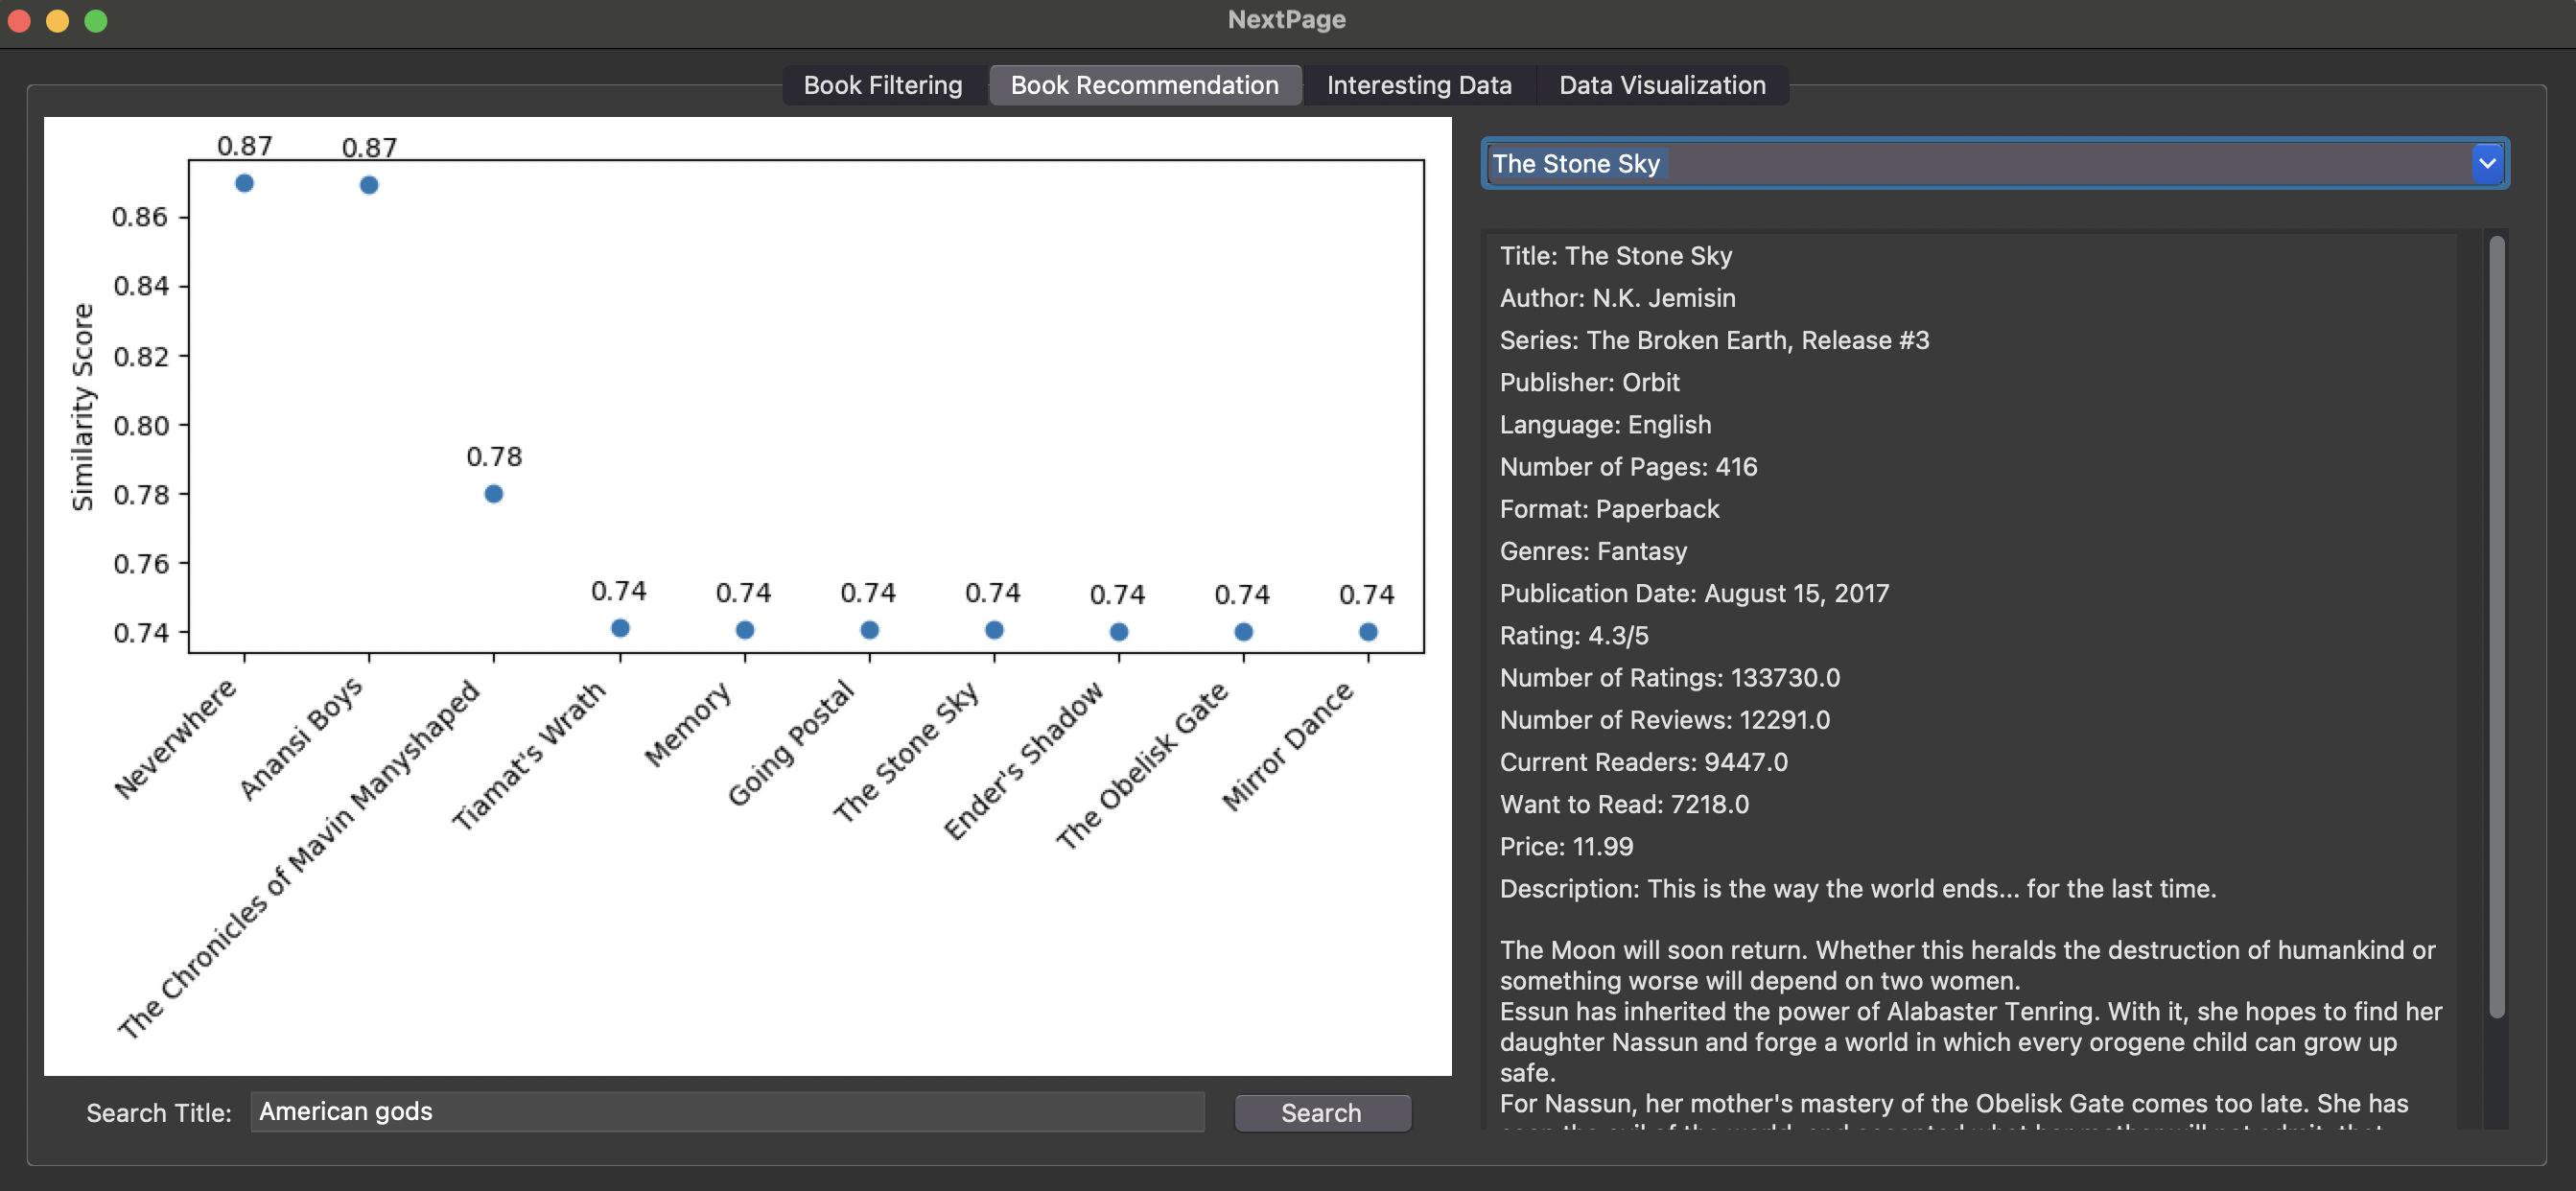 NextPage
Book Filtering
Book Recommendation
Interesting Data
Data Visualization
0.87
0.87
0.78
0.74
0.74
0.74
0.74
0.74
0.74
0.74
Similarity Score
0.86
0.84
0.82
0.80
0.78
0.76
0.74
Neverwhere
Anansi Boys
The Chronicles of Mavin Manyshaped
Tiamat's Wrath
Memory
Going Postal
The Stone Sky
Ender's Shadow
The Obelisk Gate
Mirror Dance
Search Title:
American gods
Search
The Stone Sky
Title: The Stone Sky
Author: N.K. Jemisin
Series: The Broken Earth, Release #3
Publisher: Orbit
Language: English
Number of Pages: 416
Format: Paperback
Genres: Fantasy
Publication Date: August 15, 2017
Rating: 4.3/5
Number of Ratings: 133730.0
Number of Reviews: 12291.0
Current Readers: 9447.0
Want to Read: 7218.0
Price: 11.99
Description: This is the way the world ends... for the last time.
The Moon will soon return. Whether this heralds the destruction of humankind or
something worse will depend on two women.
Essun has inherited the power of Alabaster Tenring. With it, she hopes to find her
daughter Nassun and forge a world in which every orogene child can grow up
safe.
For Nassun, her mother's mastery of the Obelisk Gate comes too late. She has